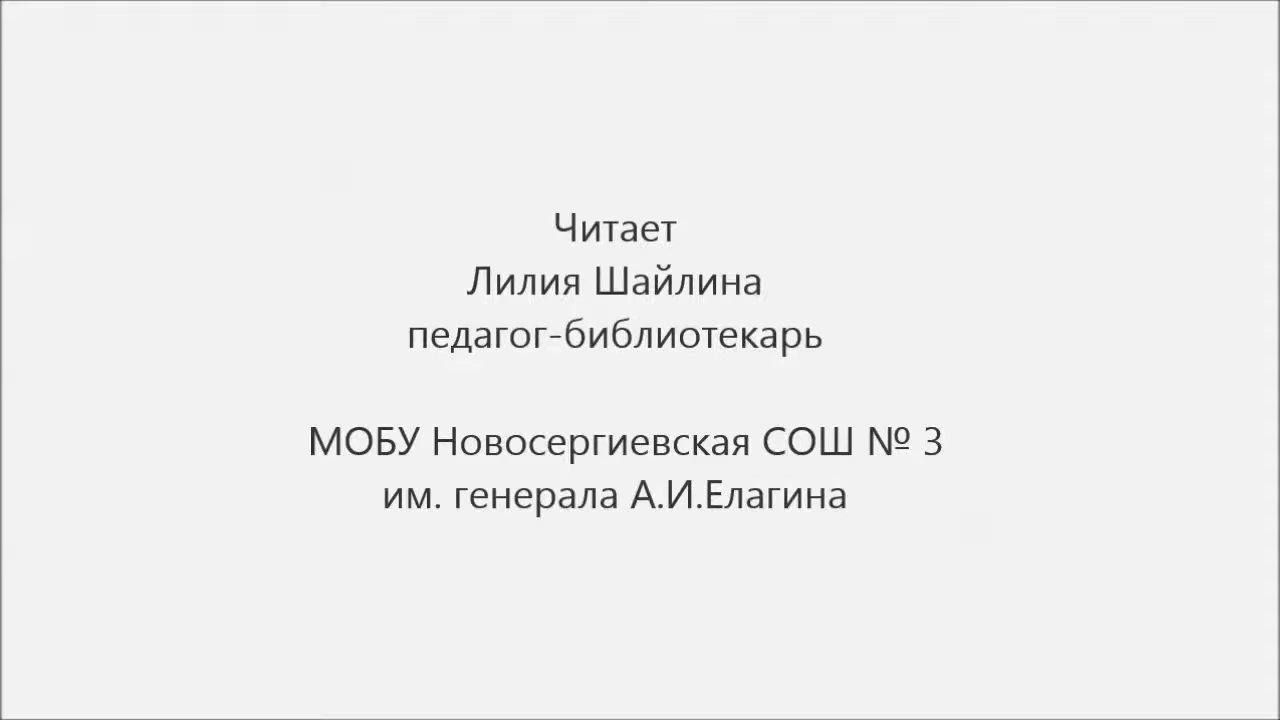 Читает
Лилия Шайлина
педагог-библиотекарь
МОБУ Новосергиевская СОШ № 3
им. генерала А.И.Елагина